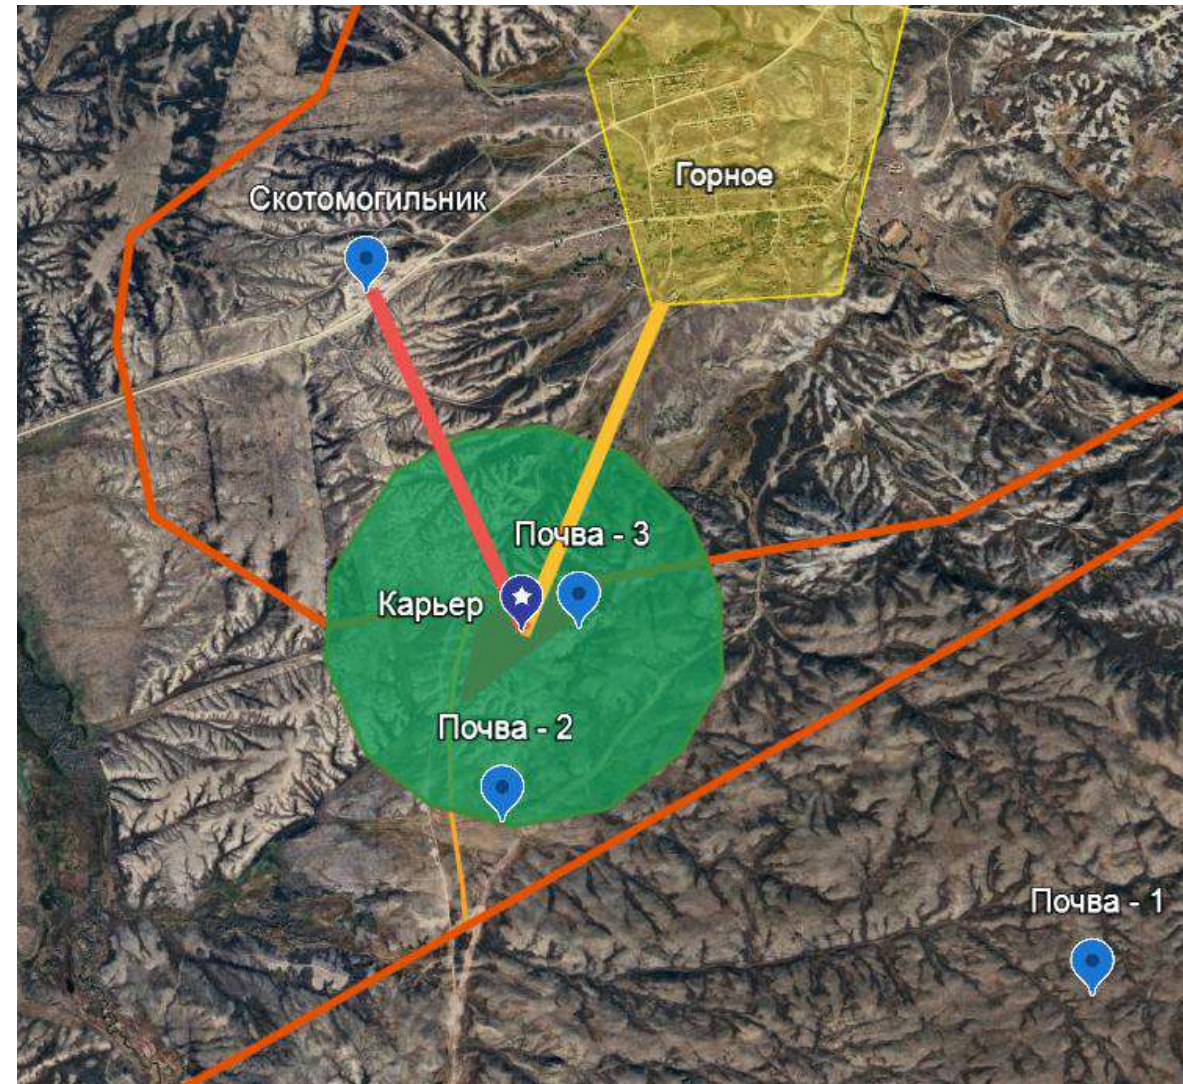 Горное
Скотомогильник
Почва - 3
Карьер
Почва - 2
Почва - 1